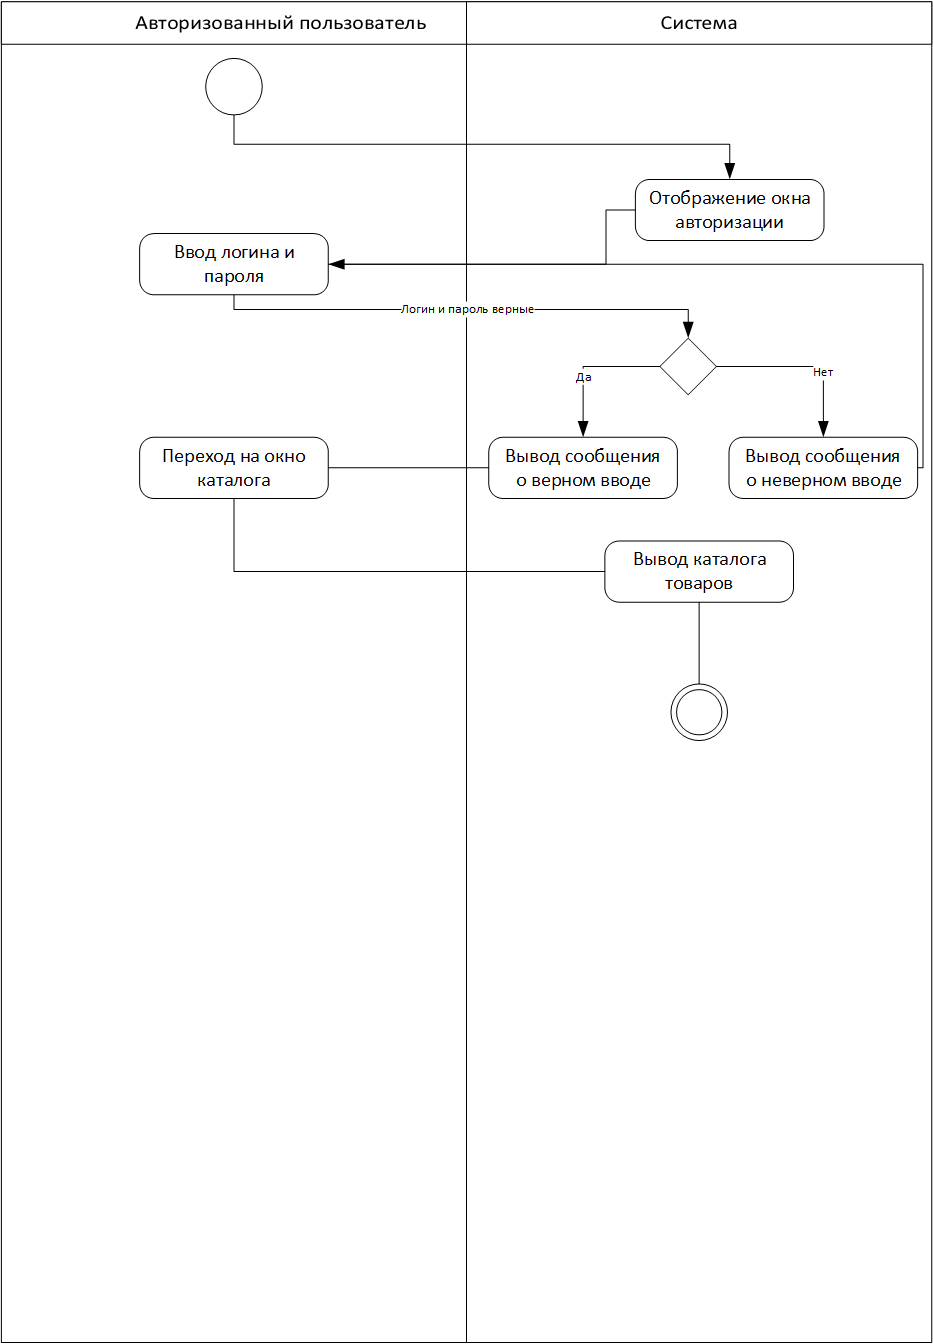 Авторизованный пользователь
Система
Отображение окна
авторизации
Ввод логина и
пароля
Логин и пароль верные
Да
Нет
Переход на окно
каталога
Вывод сообщения
о верном вводе
Вывод сообщения
о неверном вводе
Вывод каталога
товаров